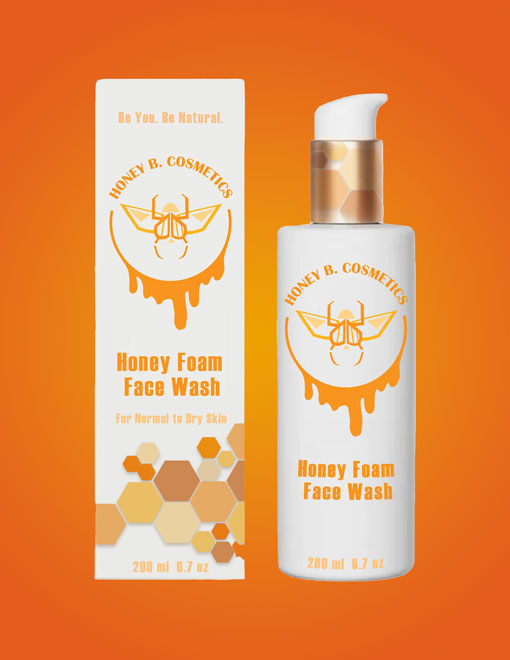 Be You. Be Natural.
HONEY B. COSMETICS
Honey Foam
Face Wash
For Normal to Dry Skin
200 ml 6.7 oz
HONEY B. COSMETICS
Honey Foam
Face Wash
200 ml 6.7 oz